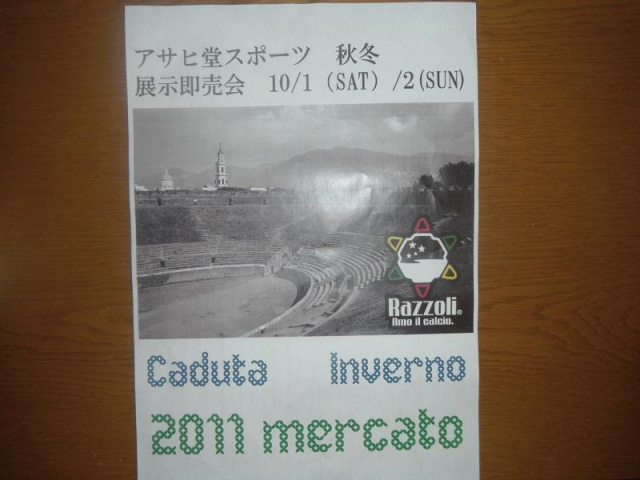 アサヒ堂スポーツ 秋冬
展示即売会 10/1 (SAT) /2(SUN)
Razzoli®
Amo il calcio.
Caduta Inverno
2011 mercato